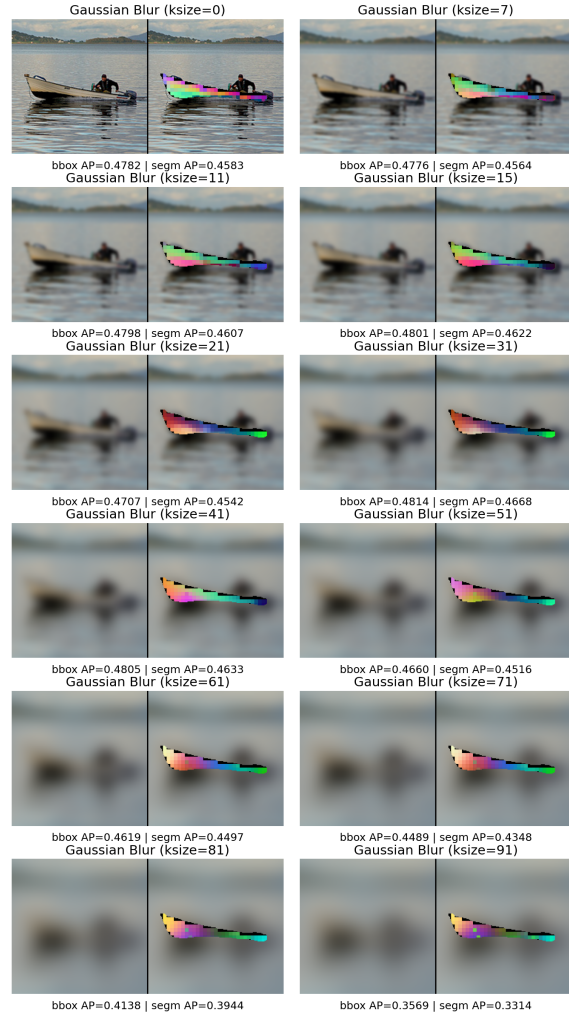 Gaussian Blur (ksize=0)
Gaussian Blur (ksize=7)
bbox AP=0.4782 | segm AP=0.4583
bbox AP=0.4776 | segm AP=0.4564
Gaussian Blur (ksize=11)
Gaussian Blur (ksize=15)
bbox AP=0.4798 | segm AP=0.4607
bbox AP=0.4801 | segm AP=0.4622
Gaussian Blur (ksize=21)
Gaussian Blur (ksize=31)
bbox AP=0.4707 | segm AP=0.4542
bbox AP=0.4814 | segm AP=0.4668
Gaussian Blur (ksize=41)
Gaussian Blur (ksize=51)
bbox AP=0.4805 | segm AP=0.4633
bbox AP=0.4660 | segm AP=0.4516
Gaussian Blur (ksize=61)
Gaussian Blur (ksize=71)
bbox AP=0.4619 | segm AP=0.4497
bbox AP=0.4489 | segm AP=0.4348
Gaussian Blur (ksize=81)
Gaussian Blur (ksize=91)
bbox AP=0.4138 | segm AP=0.3944
bbox AP=0.3569 | segm AP=0.3314